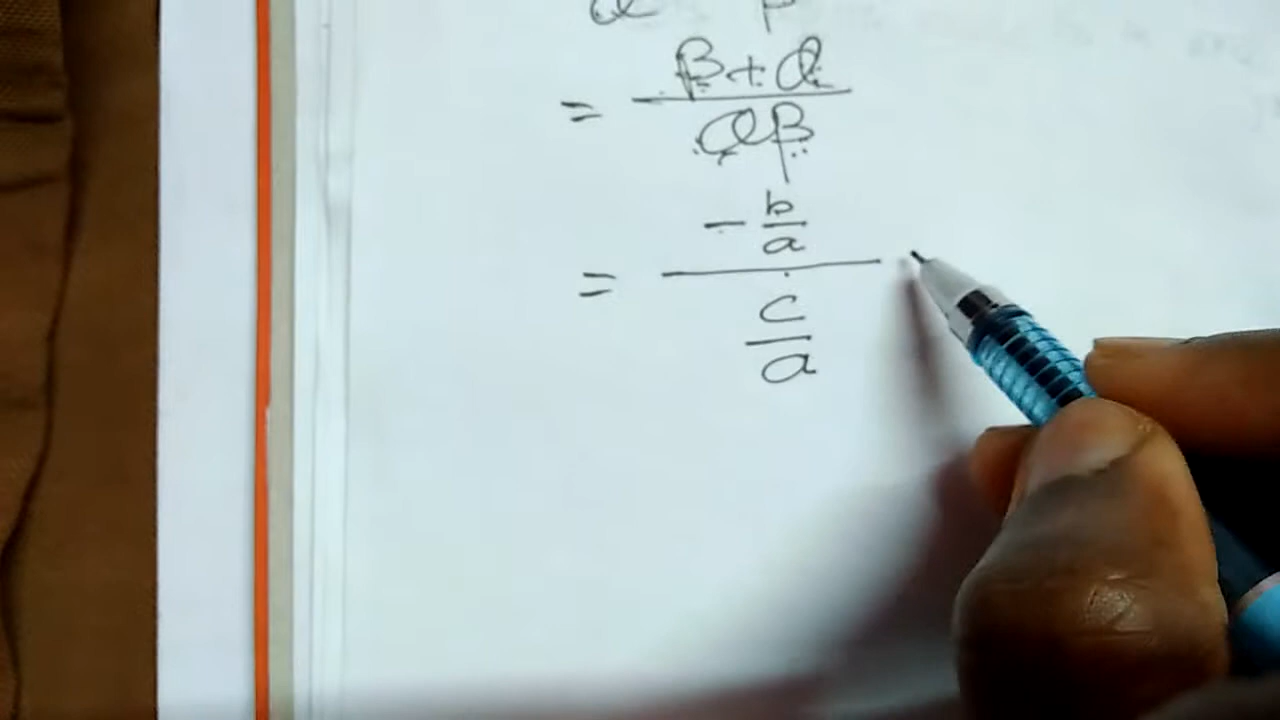 α β
= β+α
αβ
= - b/a
c/a